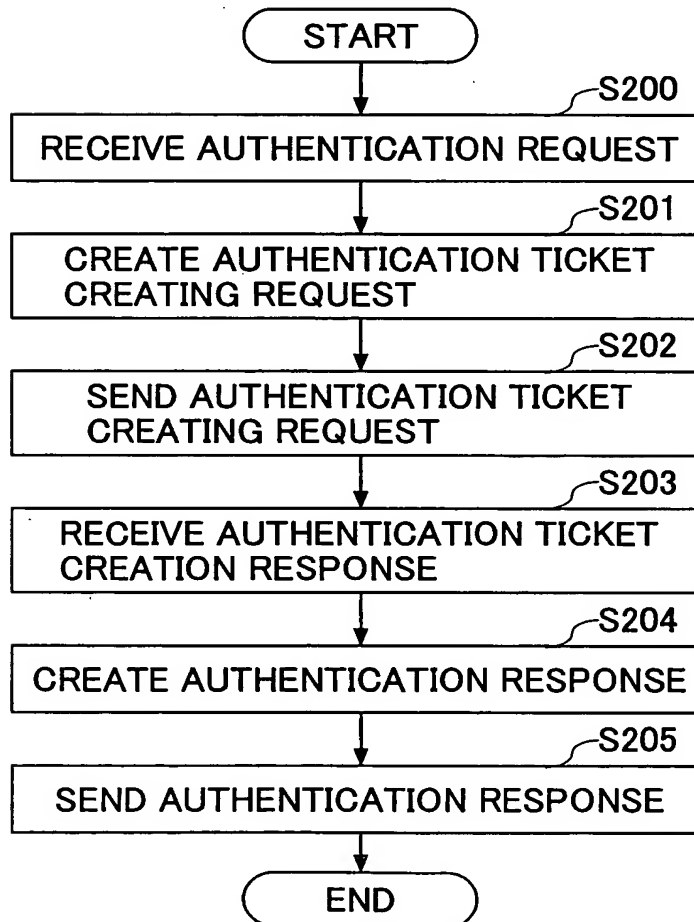 START
S200
RECEIVE AUTHENTICATION REQUEST
S201
CREATE AUTHENTICATION TICKET
CREATING REQUEST
S202
SEND AUTHENTICATION TICKET
CREATING REQUEST
S203
RECEIVE AUTHENTICATION TICKET
CREATION RESPONSE
S204
CREATE AUTHENTICATION RESPONSE
S205
SEND AUTHENTICATION RESPONSE
END